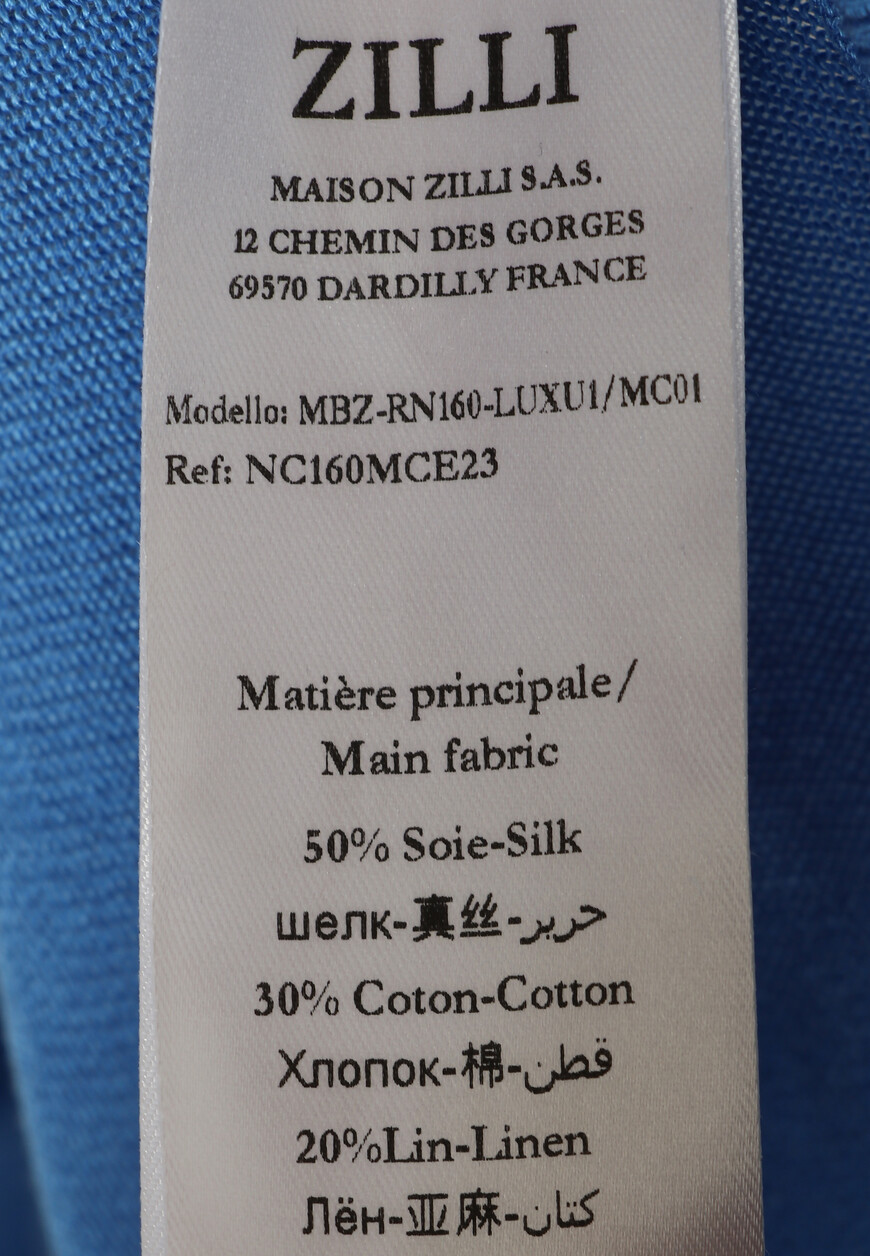 ZILLI
MAISON ZILLI S.A.S.
12 CHEMIN DES GORGES
69570 DARDILLY FRANCE
Modello: MBZ-RN160-LUXU1/MC01
Ref: NC160MCE23
Matière principale/
Main fabric
50% Soie-Silk
шелк-真丝-حرير
30% Coton-Cotton
Хлопок-棉-قطن
20%Lin-Linen
Лён-亚麻-كتان